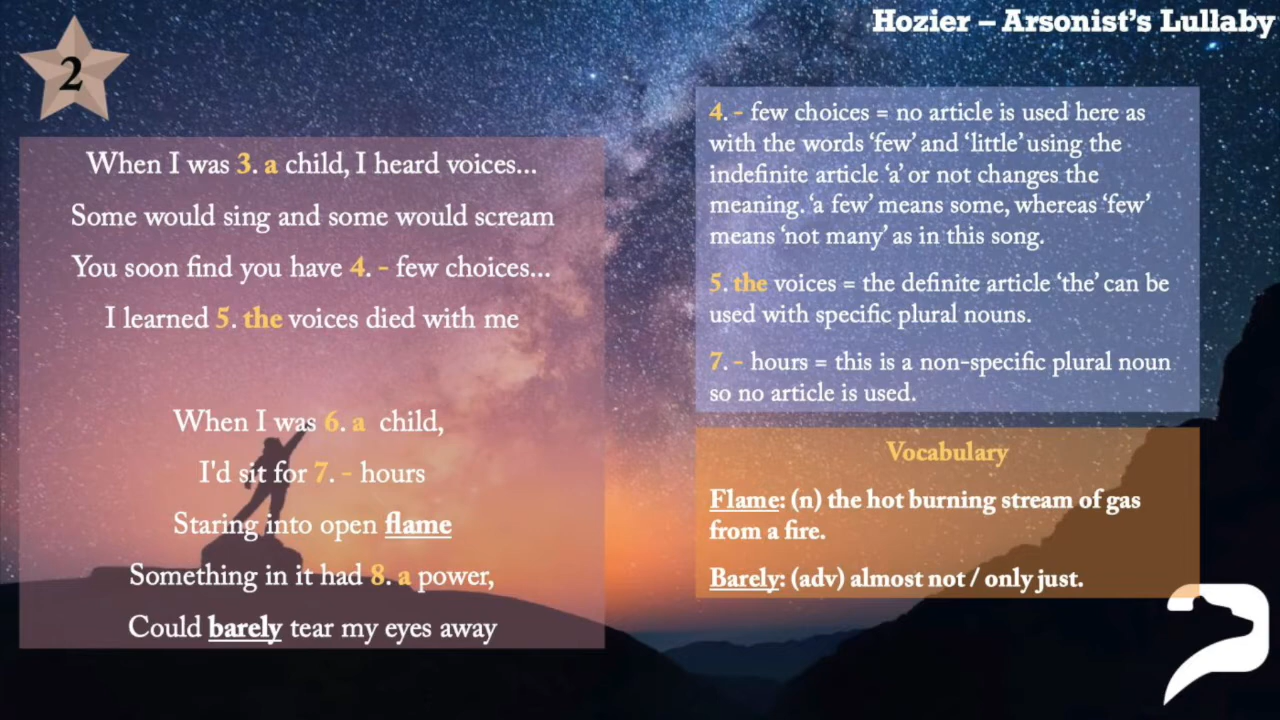 Hozier – Arsonist's Lullaby
2
When I was 3. a child, I heard voices...
Some would sing and some would scream
You soon find you have 4. - few choices...
I learned 5. the voices died with me
When I was 6. a child,
I'd sit for 7. - hours
Staring into open flame
Something in it had 8. a power,
Could barely tear my eyes away
4. - few choices = no article is used here as
with the words ‘few’ and ‘little’ using the
indefinite article ‘a’ or not changes the
meaning. ‘a few’ means some, whereas ‘few’
means ‘not many’ as in this song.
5. the voices = the definite article ‘the’ can be
used with specific plural nouns.
7. - hours = this is a non-specific plural noun
so no article is used.
Vocabulary
Flame: (n) the hot burning stream of gas
from a fire.
Barely: (adv) almost not / only just.